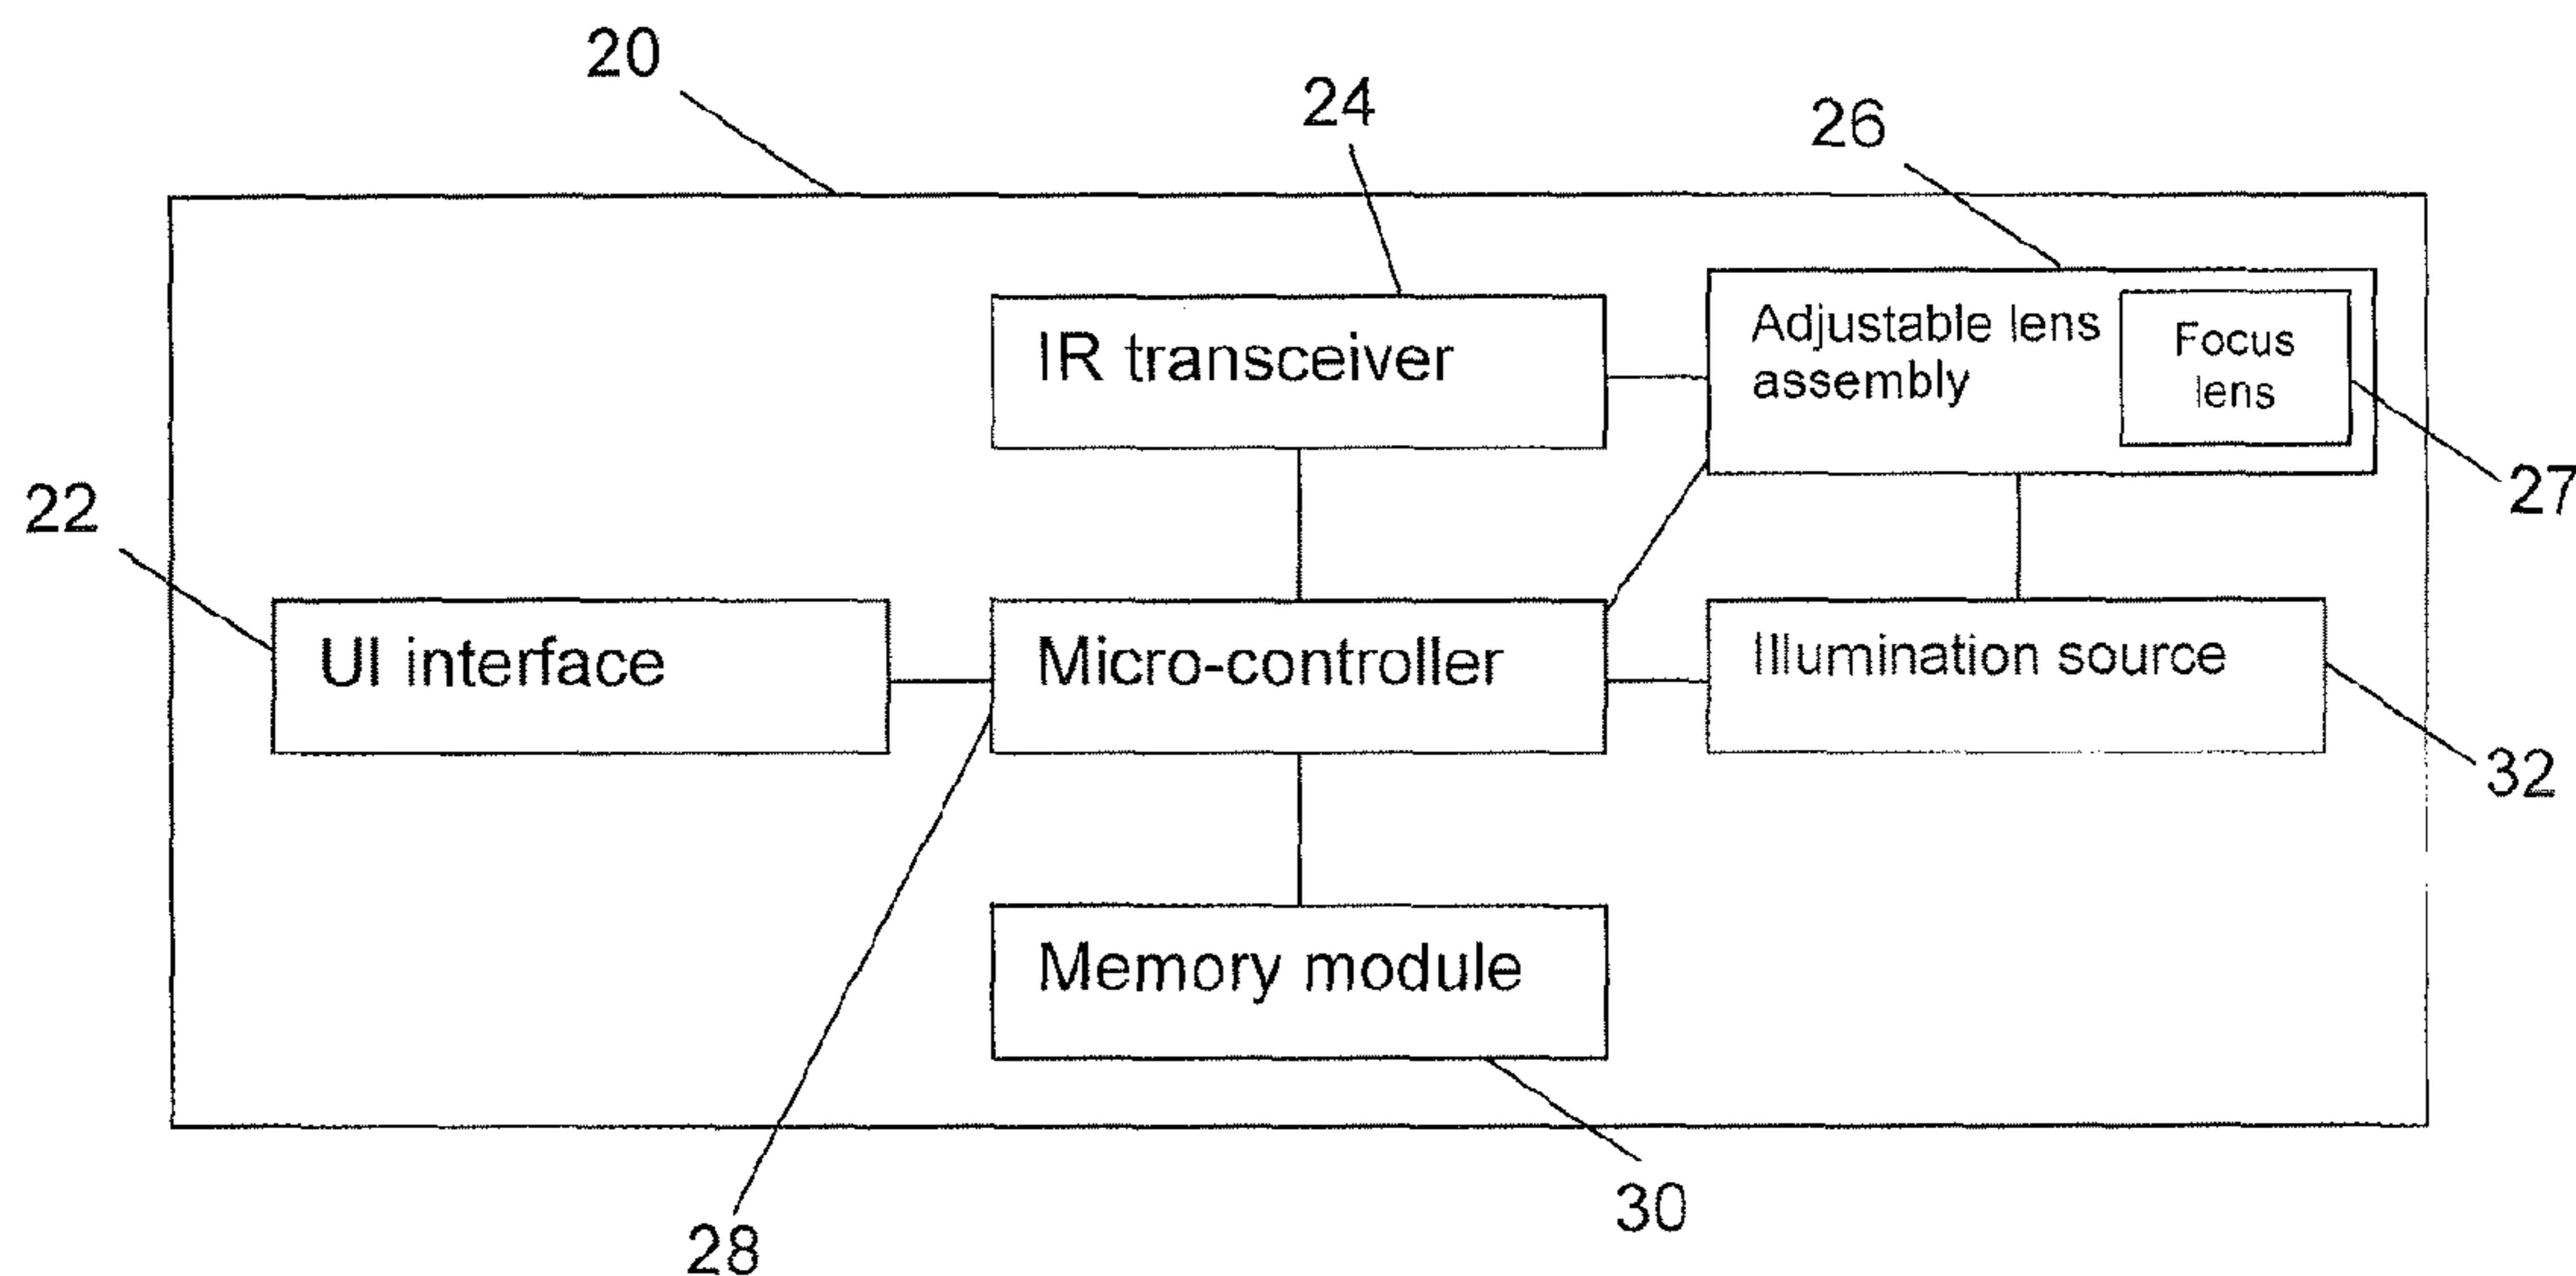 20
24
26
IR transceiver
Adjustable lens
assembly
Focus
lens
27
22
UI interface
Micro-controller
Illumination source
32
Memory module
30
28